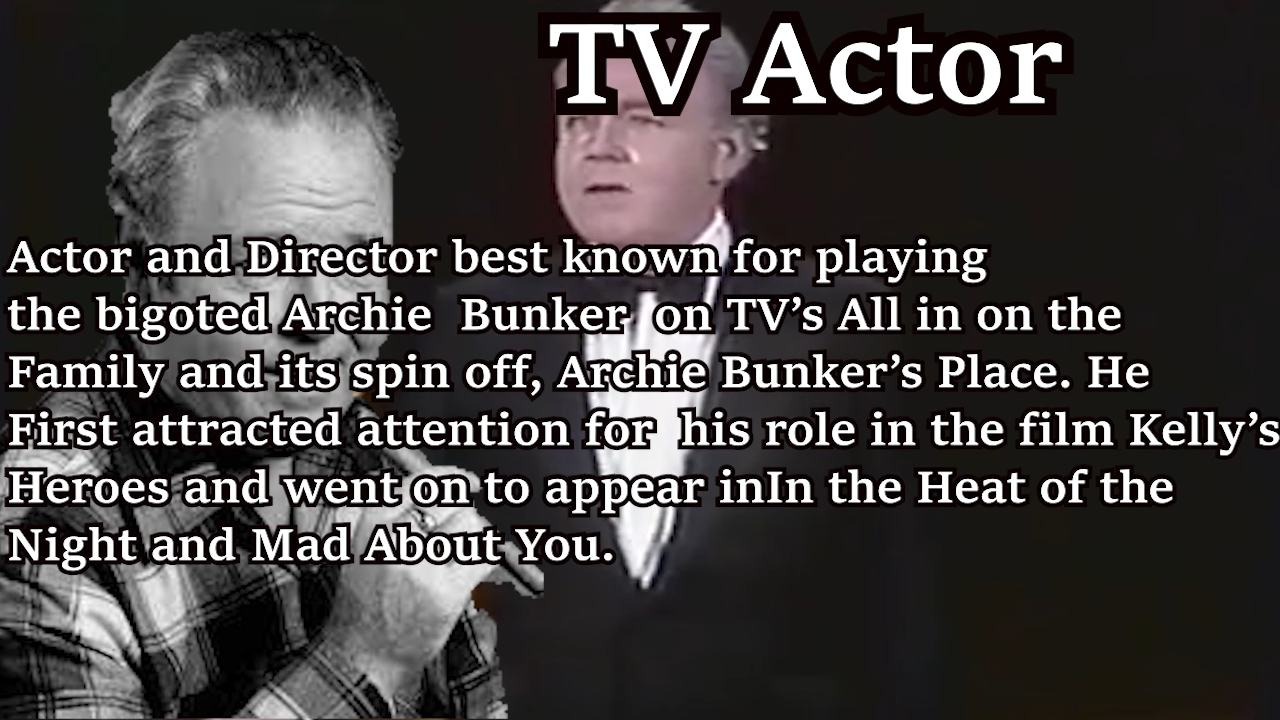 TV Actor
Actor and Director best known for playing
the bigoted Archie Bunker on TV’s All in on the
Family and its spin off, Archie Bunker’s Place. He
First attracted attention for his role in the film Kelly’s
Heroes and went on to appear inIn the Heat of the
Night and Mad About You.